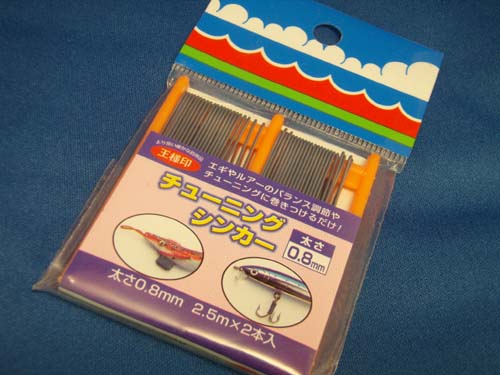 王様印
エギやルアーのバランス調節や
チューニングに巻きつけるだけ!
チューニング
シンカー
太さ
0.8mm
太さ0.8mm 2.5m×2本入